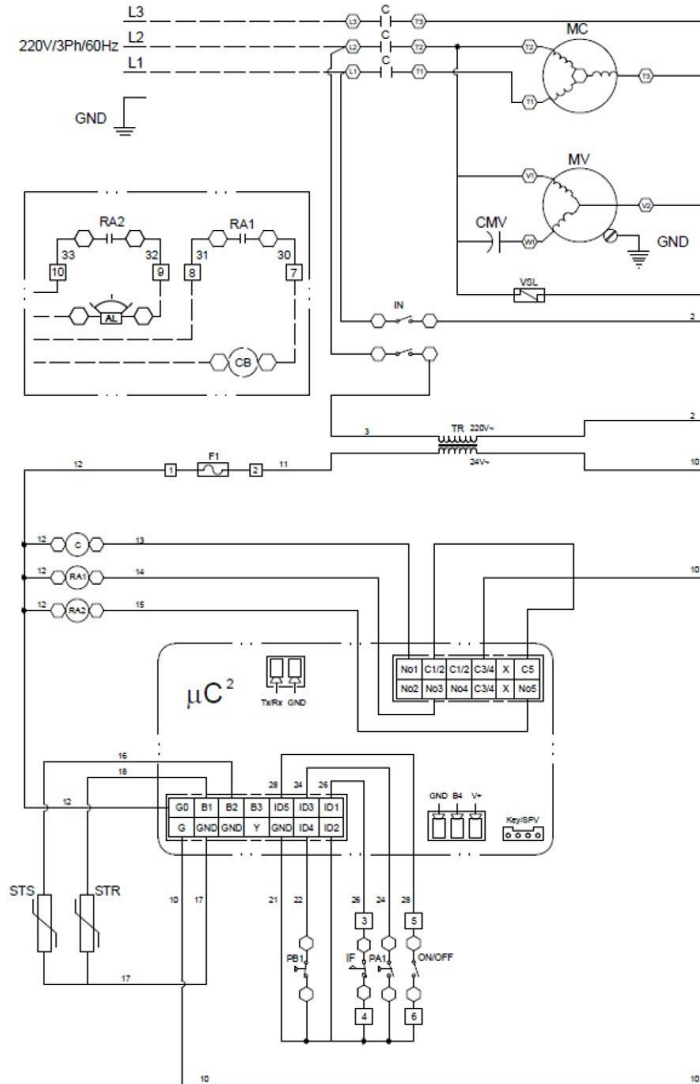 L3 L3 C T3
220V/3Ph/60Hz L2 L2 C T2 T2 MC T3
L1 L1 C T1 T1
GND
MV
V1 V2
CMV W1 GND
RA2 RA1
33 32 31 30
10 9 8 7
AL
CB
VSL
IN
2
3 TR 220V~ 2
12 1 F1 2 11 24V~ 10
12 C 13
12 RA1 14 10
12 RA2 15
No1 C1/2 C1/2 C3/4 X C5
No2 No3 No4 C3/4 X No5
μC²
Tx/Rx GND
16
18 28 24 26
12 G0 B1 B2 B3 ID5 ID3 ID1
G GND GND Y GND ID4 ID2
GND B4 V+
Key/SPV
STS STR
10 17 21 22 26 24 28
3 5
PB1 IF PA1 ON/OFF
17
4 6
10 10